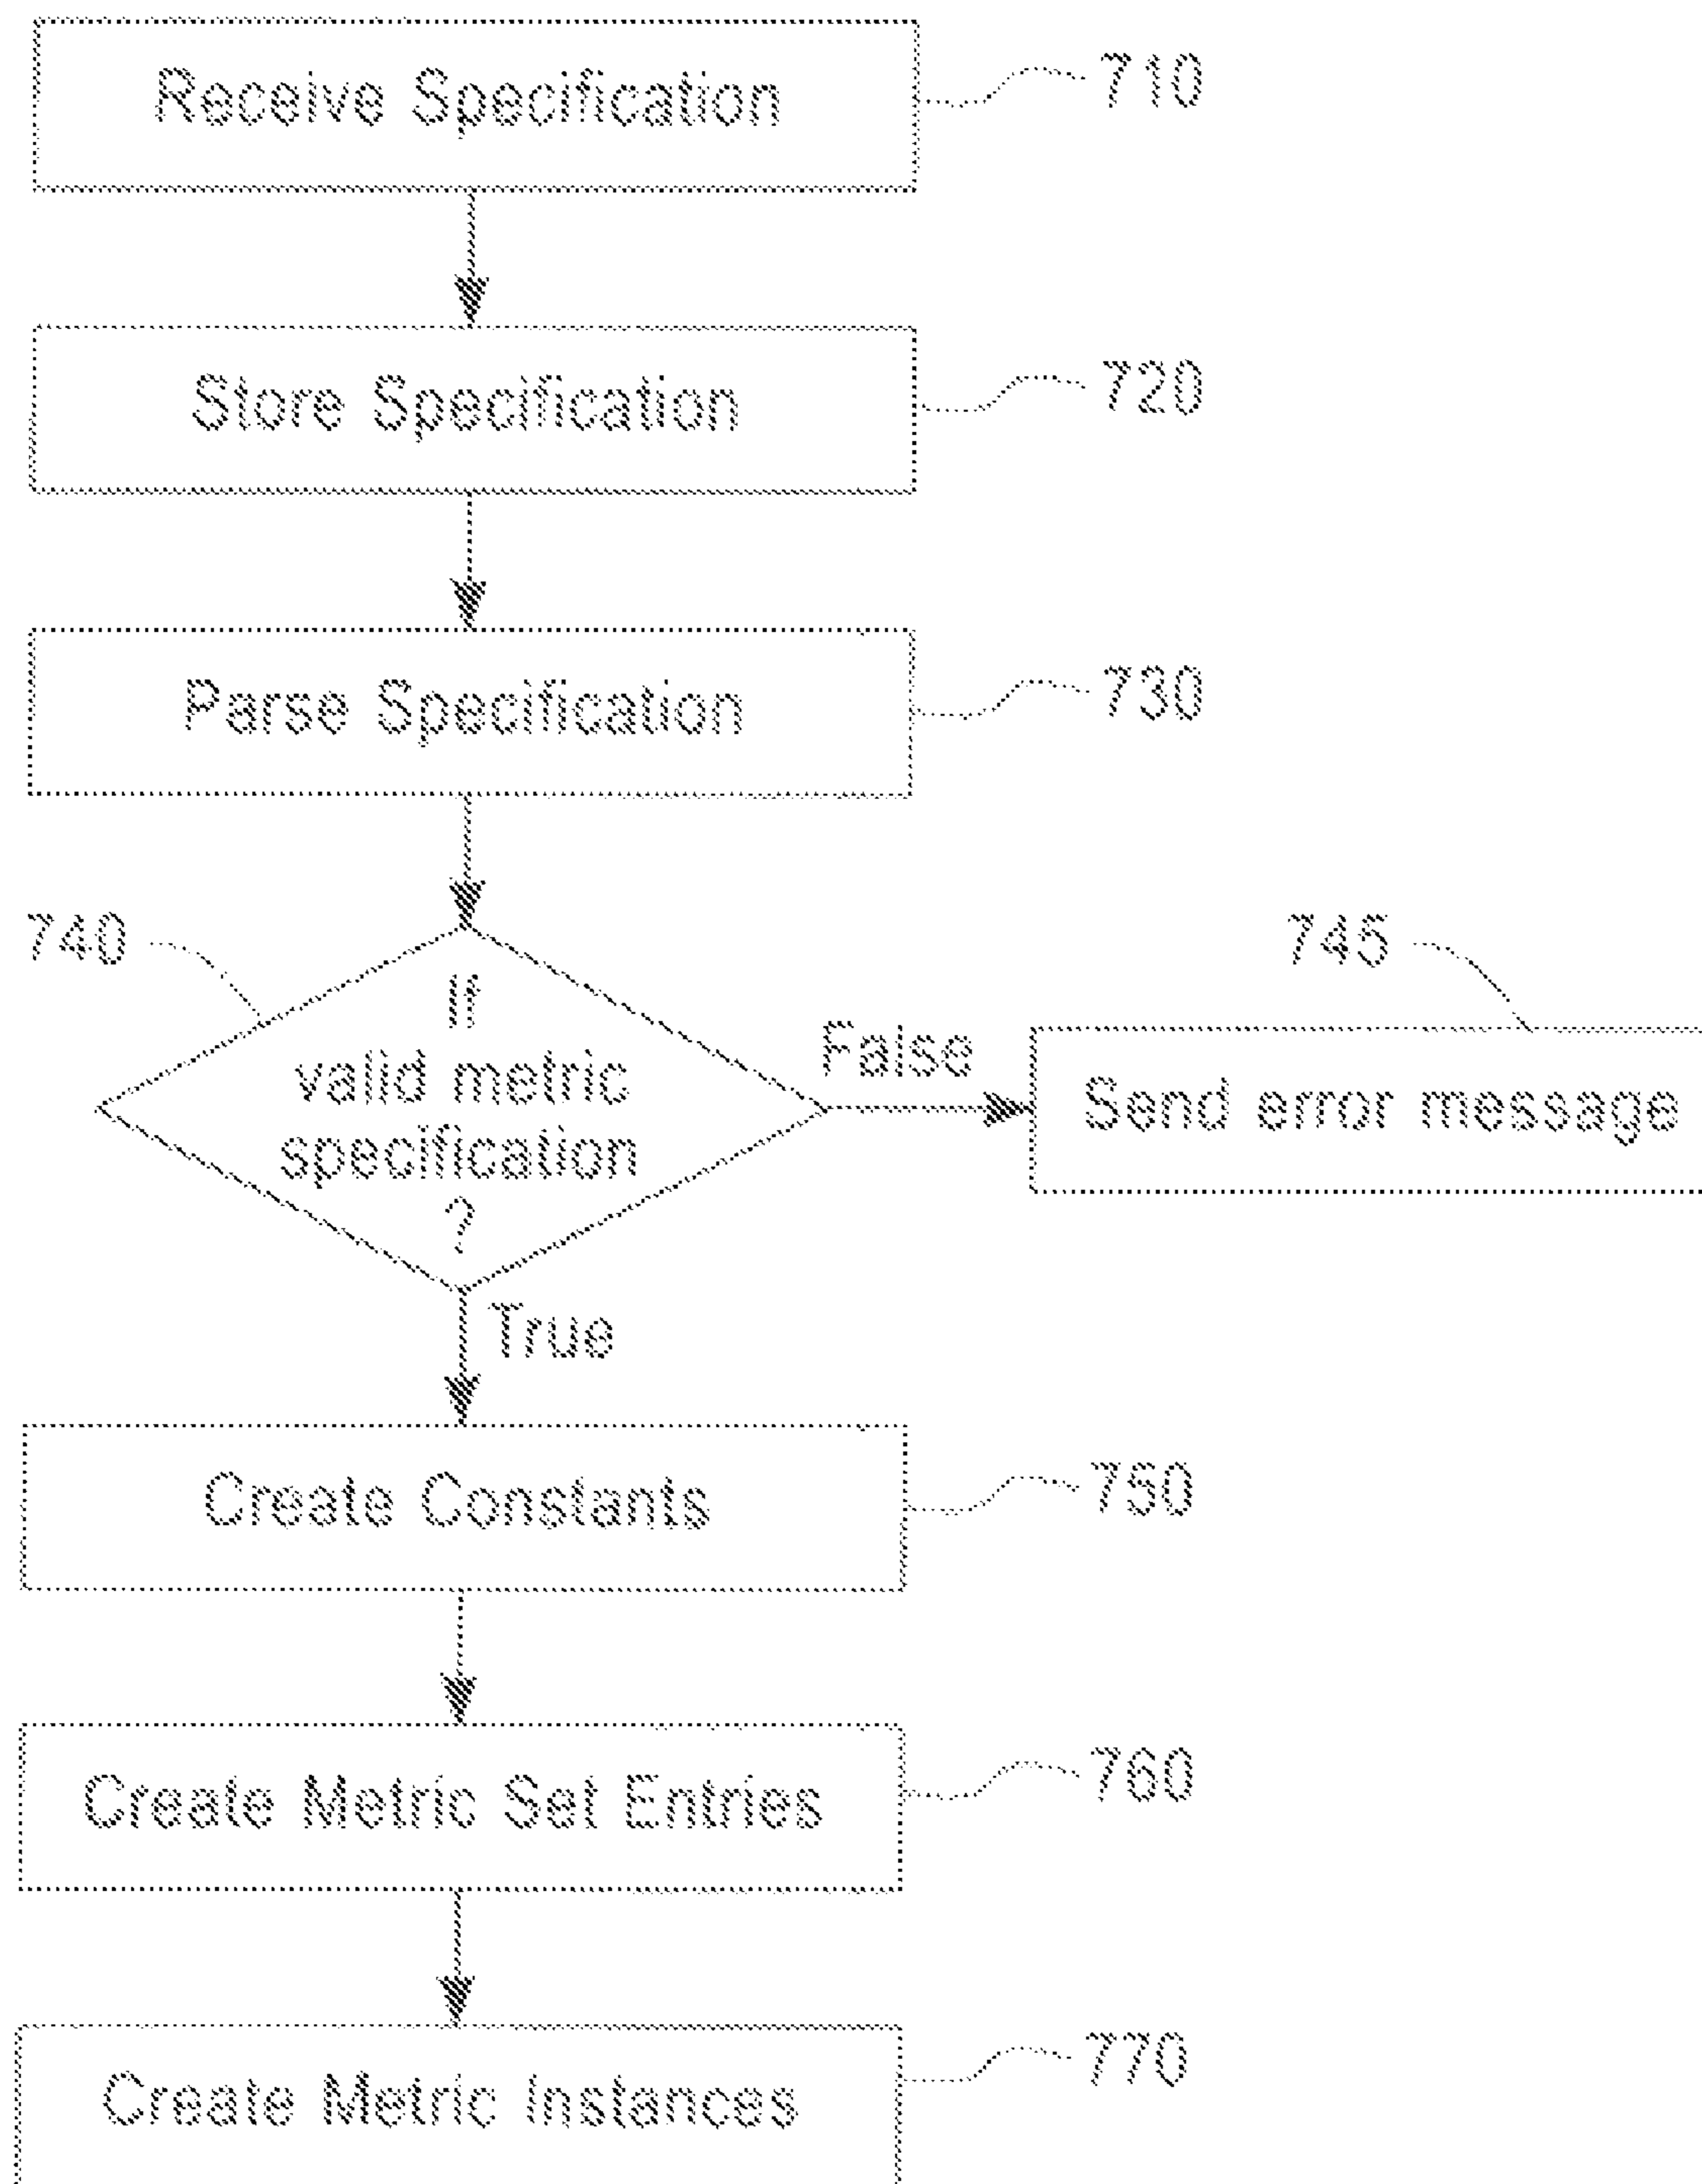 Receive Specification
710
Store Specification
720
Parse Specification
730
740
If
valid metric
specification
?
False
745
Send error message
True
Create Constants
750
Create Metric Set Entries
760
Create Metric Instances
770